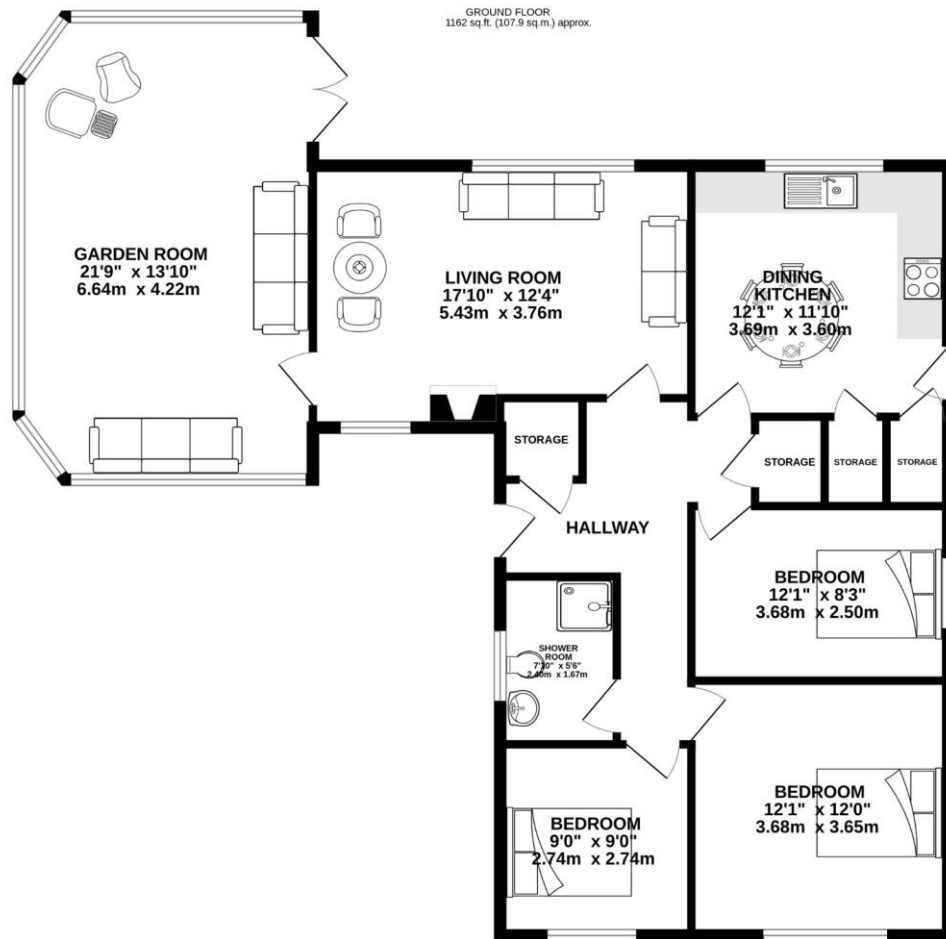 GROUND FLOOR
1162 sq.ft. (107.9 sq.m.) approx.
GARDEN ROOM
21'9" x 13'10"
6.64m x 4.22m
LIVING ROOM
17'10" x 12'4"
5.43m x 3.76m
DINING
KITCHEN
12'1" x 11'10"
3.69m x 3.60m
STORAGE
STORAGE
STORAGE
STORAGE
HALLWAY
BEDROOM
12'1" x 8'3"
3.68m x 2.50m
SHOWER
ROOM
7'10" x 5'6"
2.40m x 1.67m
BEDROOM
12'1" x 12'0"
3.68m x 3.65m
BEDROOM
9'0" x 9'0"
2.74m x 2.74m